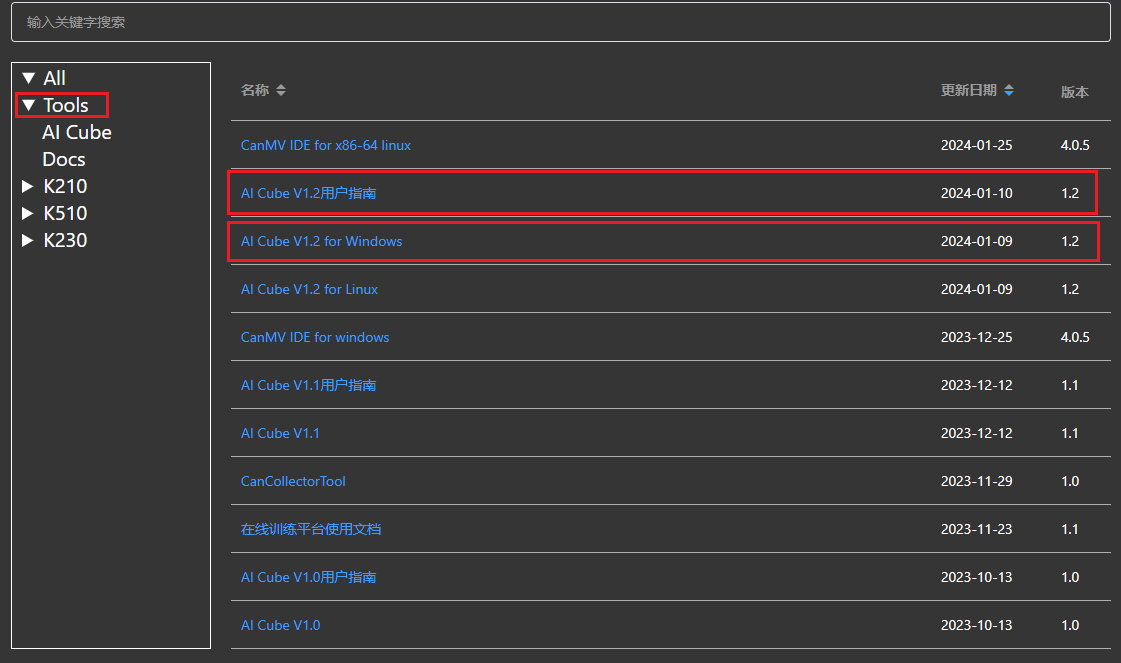 输入关键字搜索
All
Tools
AI Cube
Docs
K210
K510
K230
名称 更新日期 版本
CanMV IDE for x86-64 linux 2024-01-25 4.0.5
AI Cube V1.2用户指南 2024-01-10 1.2
AI Cube V1.2 for Windows 2024-01-09 1.2
AI Cube V1.2 for Linux 2024-01-09 1.2
CanMV IDE for windows 2023-12-25 4.0.5
AI Cube V1.1用户指南 2023-12-12 1.1
AI Cube V1.1 2023-12-12 1.1
CanCollectorTool 2023-11-29 1.0
在线训练平台使用文档 2023-11-23 1.1
AI Cube V1.0用户指南 2023-10-13 1.0
AI Cube V1.0 2023-10-13 1.0